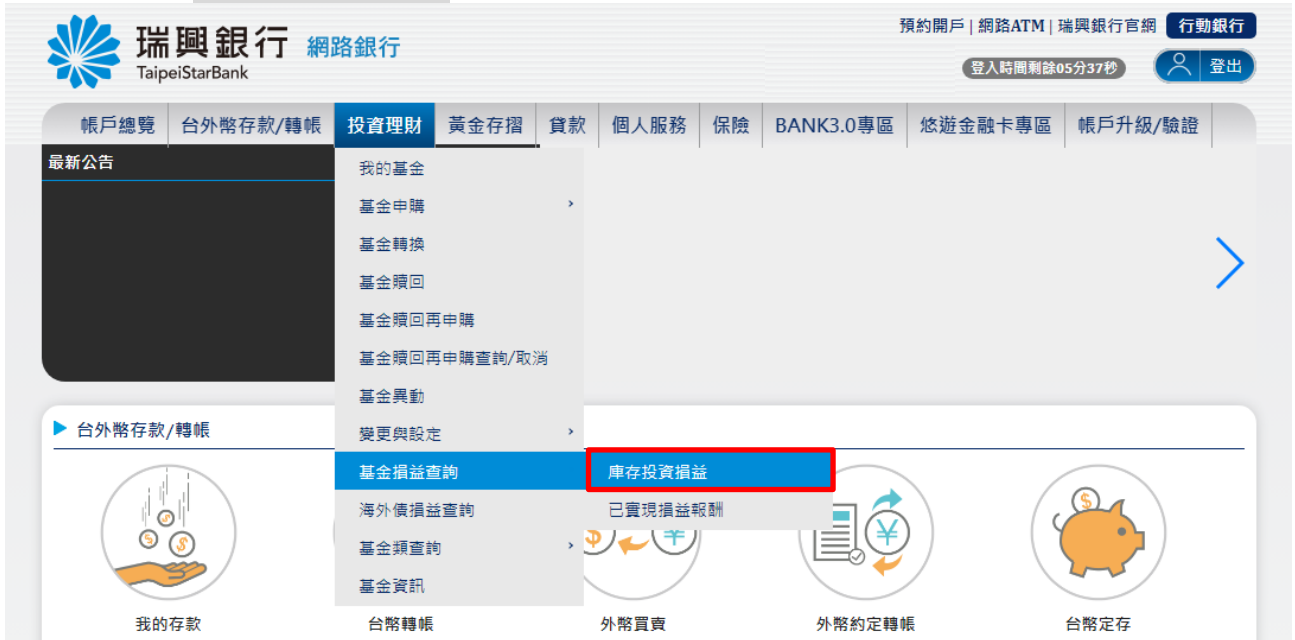 瑞興銀行 網路銀行
TaipeiStarBank
預約開戶 | 網路ATM | 瑞興銀行官網 行動銀行
登入時間剩餘05分37秒 登出
帳戶總覽 台外幣存款/轉帳 投資理財 黃金存摺 貸款 個人服務 保險 BANK3.0專區 悠遊金融卡專區 帳戶升級/驗證
最新公告
我的基金
基金申購
基金轉換
基金贖回
基金贖回再申購
基金贖回再申購查詢/取消
基金異動
變更與設定
基金損益查詢
海外債損益查詢
基金類查詢
基金資訊
庫存投資損益
已實現損益報酬
台外幣存款/轉帳
我的存款 台幣轉帳 外幣買賣 外幣約定轉帳 台幣定存